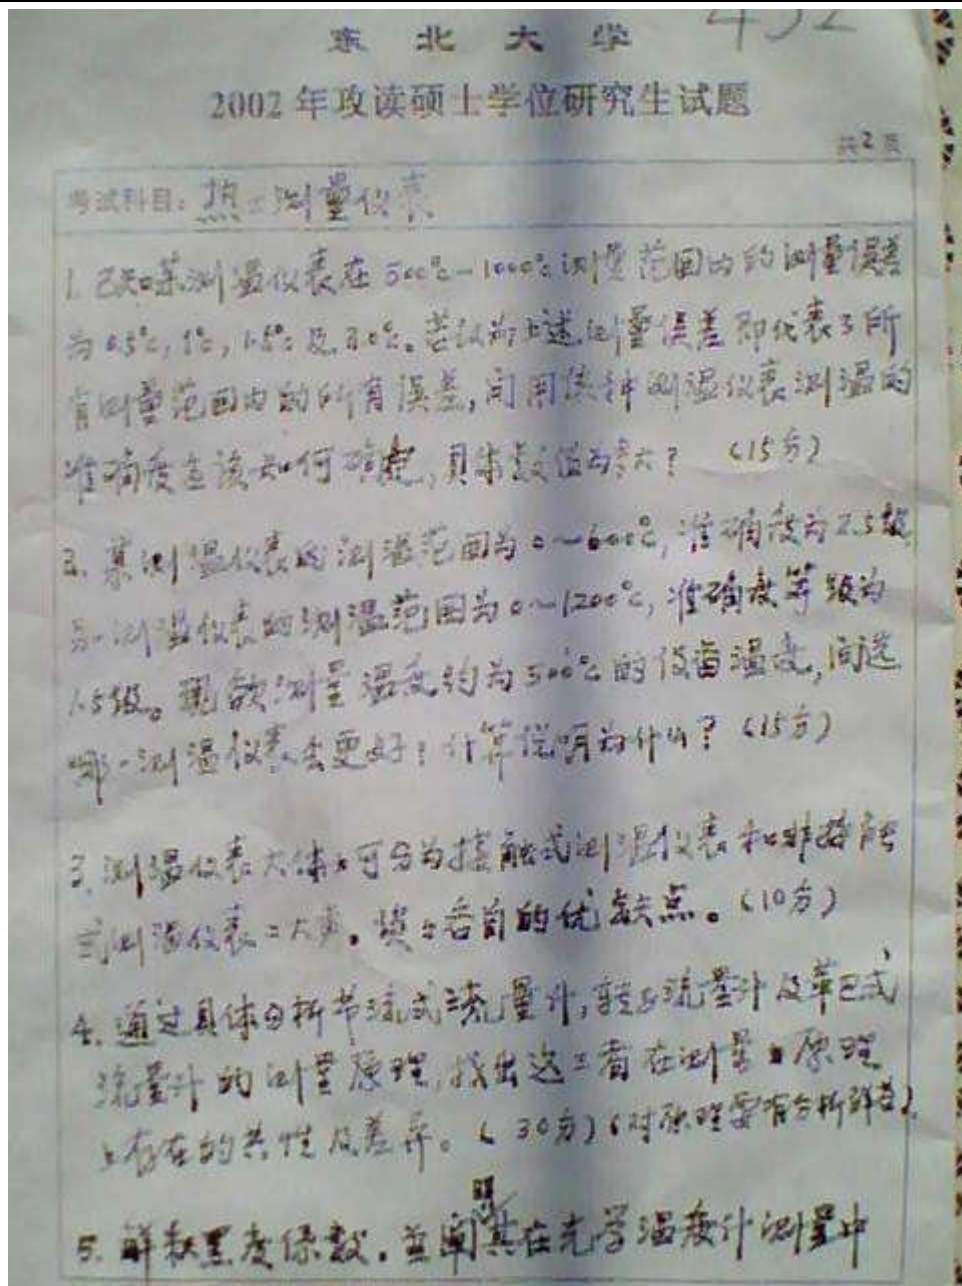 东北大学
2002年攻读硕士学位研究生试题
共2页
考试科目:热工测量仪表
1.已知某测温仪表在500℃-1000℃测量范围内的测量误差
为0.5℃,1℃,1.5℃及2.0℃。若认为上述测量误差即代表了所
有测量范围内的所有误差,问用该种测温仪表测温的
准确度应该如何确定,具体数值为多大?(15分)
2.某测温仪表的测温范围为0~600℃,准确度为2.5级
另一测温仪表的测温范围为0~1200℃,准确度等级为
1.5级。现欲测量温度约为500℃的设备温度,问选
哪一测温仪表会更好?计算说明为什么?(15分)
3.测温仪表大体可分为接触式测温仪表和非接触
式测温仪表二大类。各自的优缺点。(10分)
4.通过具体分析节流式流量计,转子流量计及毕托式
流量计的测量原理,找出这三者在测量原理
上存在的共性及差异。(30分)(对原理要有分析
5.解释黑度系数。并阐明其在光学温度计测量中